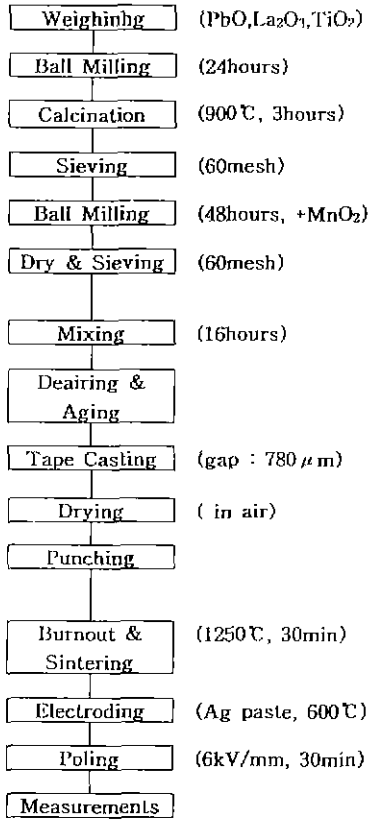 Weighinhg (PbO,La₂O₃,TiO₂)
Ball Milling (24hours)
Calcination (900℃, 3hours)
Sieving (60mesh)
Ball Milling (48hours, +MnO₂)
Dry & Sieving (60mesh)
Mixing (16hours)
Deairing &
Aging
Tape Casting (gap : 780㎛)
Drying ( in air)
Punching
Burnout & (1250℃, 30min)
Sintering
Electroding (Ag paste, 600℃)
Poling (6kV/mm, 30min)
Measurements